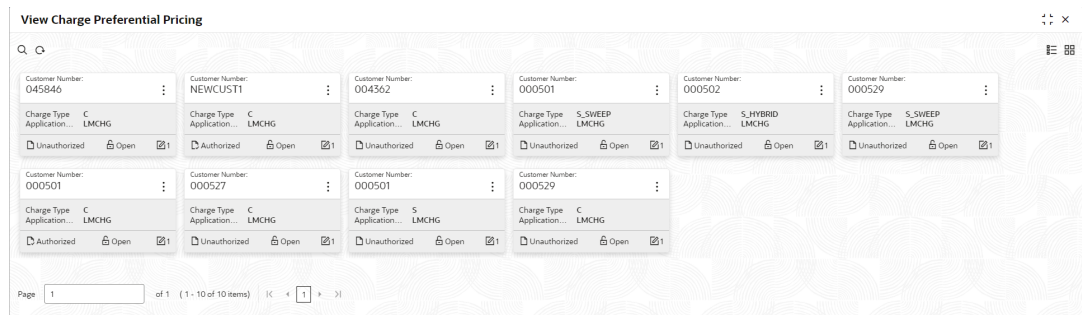 View Charge Preferential Pricing
Customer Number:
045846
Charge Type C
Application... LMCHG
Unauthorized Open 1
Customer Number:
NEWCUST1
Charge Type C
Application... LMCHG
Authorized Open 1
Customer Number:
004362
Charge Type C
Application... LMCHG
Unauthorized Open 1
Customer Number:
000501
Charge Type S_SWEEP
Application... LMCHG
Unauthorized Open 1
Customer Number:
000502
Charge Type S_HYBRID
Application... LMCHG
Unauthorized Open 1
Customer Number:
000529
Charge Type S_SWEEP
Application... LMCHG
Unauthorized Open 1
Customer Number:
000501
Charge Type C
Application... LMCHG
Authorized Open 1
Customer Number:
000527
Charge Type C
Application... LMCHG
Unauthorized Open 1
Customer Number:
000501
Charge Type S
Application... LMCHG
Unauthorized Open 1
Customer Number:
000529
Charge Type C
Application... LMCHG
Unauthorized Open 1
Page 1 of 1 (1 - 10 of 10 items) 1